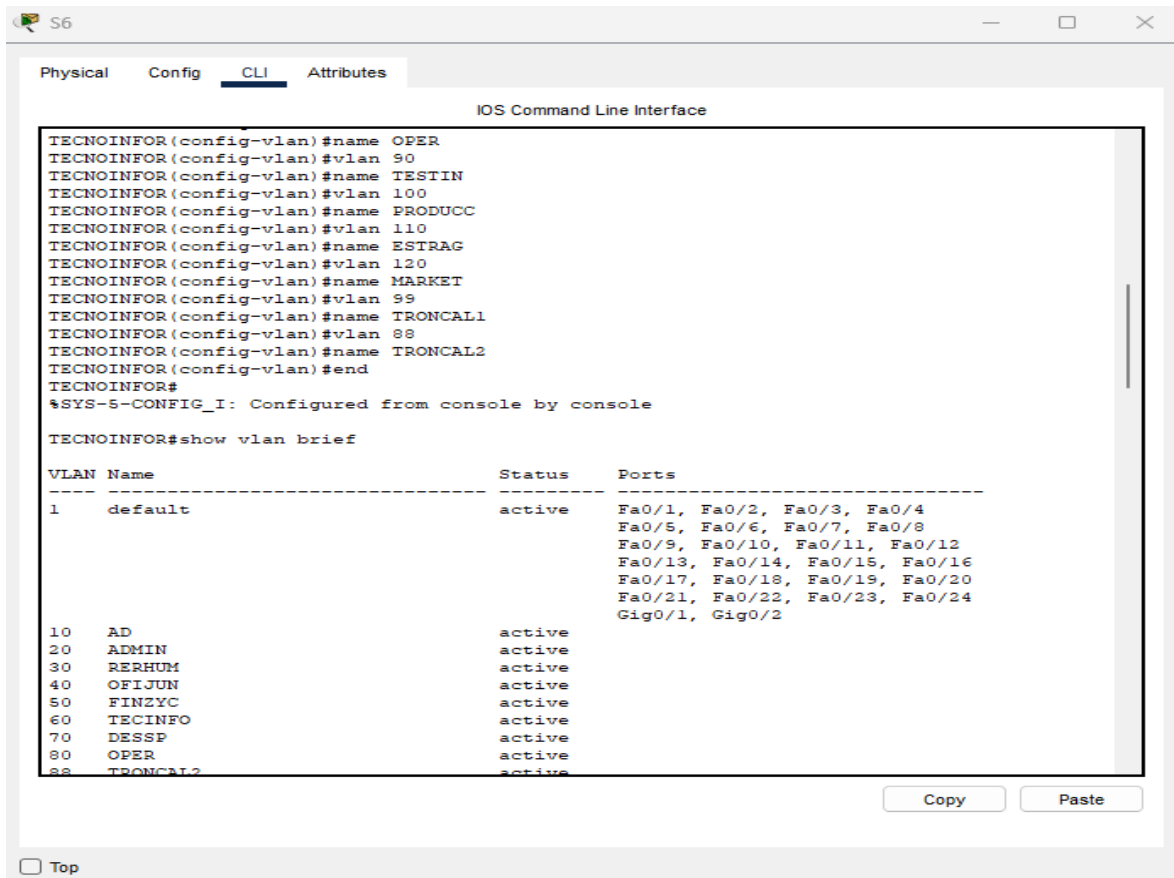 S6
Physical Config CLI Attributes
IOS Command Line Interface
TECNOINFOR(config-vlan)#name OPER
TECNOINFOR(config-vlan)#vlan 90
TECNOINFOR(config-vlan)#name TESTIN
TECNOINFOR(config-vlan)#vlan 100
TECNOINFOR(config-vlan)#name PRODUCC
TECNOINFOR(config-vlan)#vlan 110
TECNOINFOR(config-vlan)#name ESTRAG
TECNOINFOR(config-vlan)#vlan 120
TECNOINFOR(config-vlan)#name MARKET
TECNOINFOR(config-vlan)#vlan 99
TECNOINFOR(config-vlan)#name TRONCAL1
TECNOINFOR(config-vlan)#vlan 88
TECNOINFOR(config-vlan)#name TRONCAL2
TECNOINFOR(config-vlan)#end
TECNOINFOR#
%SYS-5-CONFIG_I: Configured from console by console
TECNOINFOR#show vlan brief
VLAN Name Status Ports
---- -------------------------------- --------- -------------------------------
1 default active Fa0/1, Fa0/2, Fa0/3, Fa0/4
Fa0/5, Fa0/6, Fa0/7, Fa0/8
Fa0/9, Fa0/10, Fa0/11, Fa0/12
Fa0/13, Fa0/14, Fa0/15, Fa0/16
Fa0/17, Fa0/18, Fa0/19, Fa0/20
Fa0/21, Fa0/22, Fa0/23, Fa0/24
Gig0/1, Gig0/2
10 AD active
20 ADMIN active
30 RERHUM active
40 OFIJUN active
50 FINZYC active
60 TECINFO active
70 DESSP active
80 OPER active
88 TRONCAL2 active
Copy Paste
Top